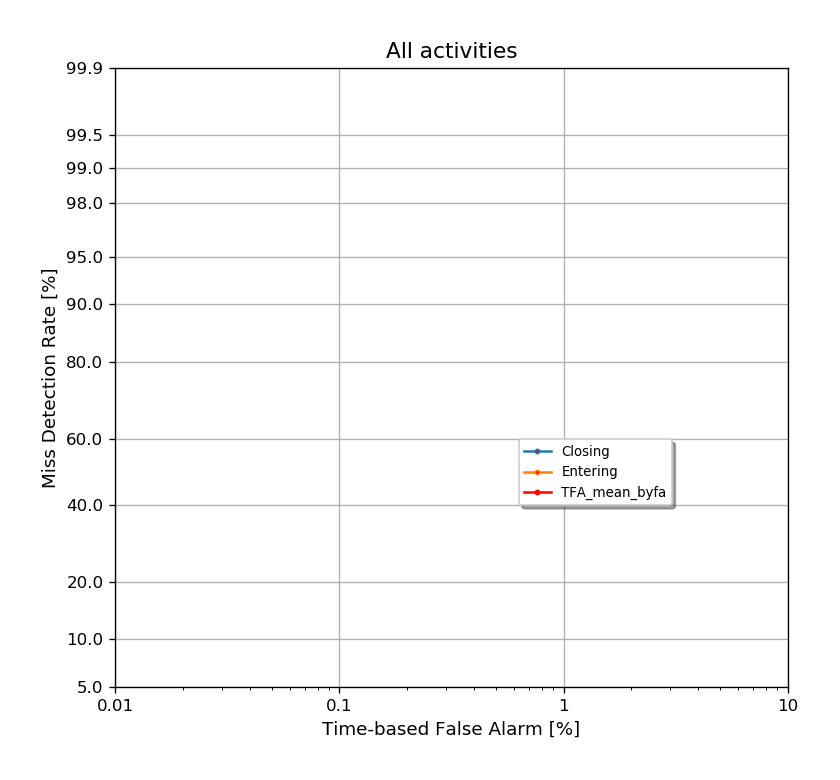 All activities
99.9
99.5
99.0
98.0
95.0
90.0
80.0
60.0
40.0
20.0
10.0
5.0
Miss Detection Rate [%]
Closing
Entering
TFA_mean_byfa
0.01
0.1
1
10
Time-based False Alarm [%]